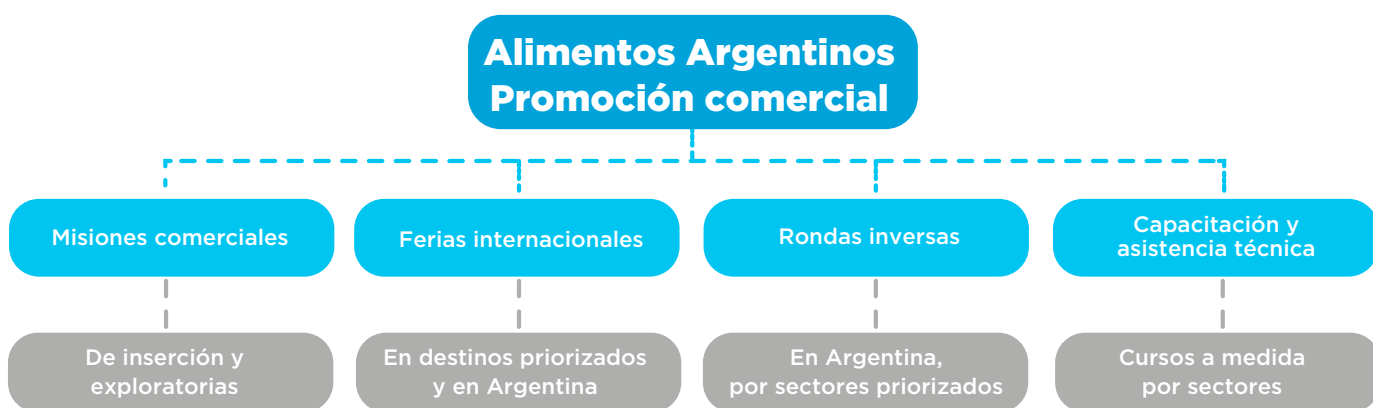 Alimentos Argentinos
Promoción comercial
Misiones comerciales
Ferias internacionales
Rondas inversas
Capacitación y
asistencia técnica
De inserción y
exploratorias
En destinos priorizados
y en Argentina
En Argentina,
por sectores priorizados
Cursos a medida
por sectores